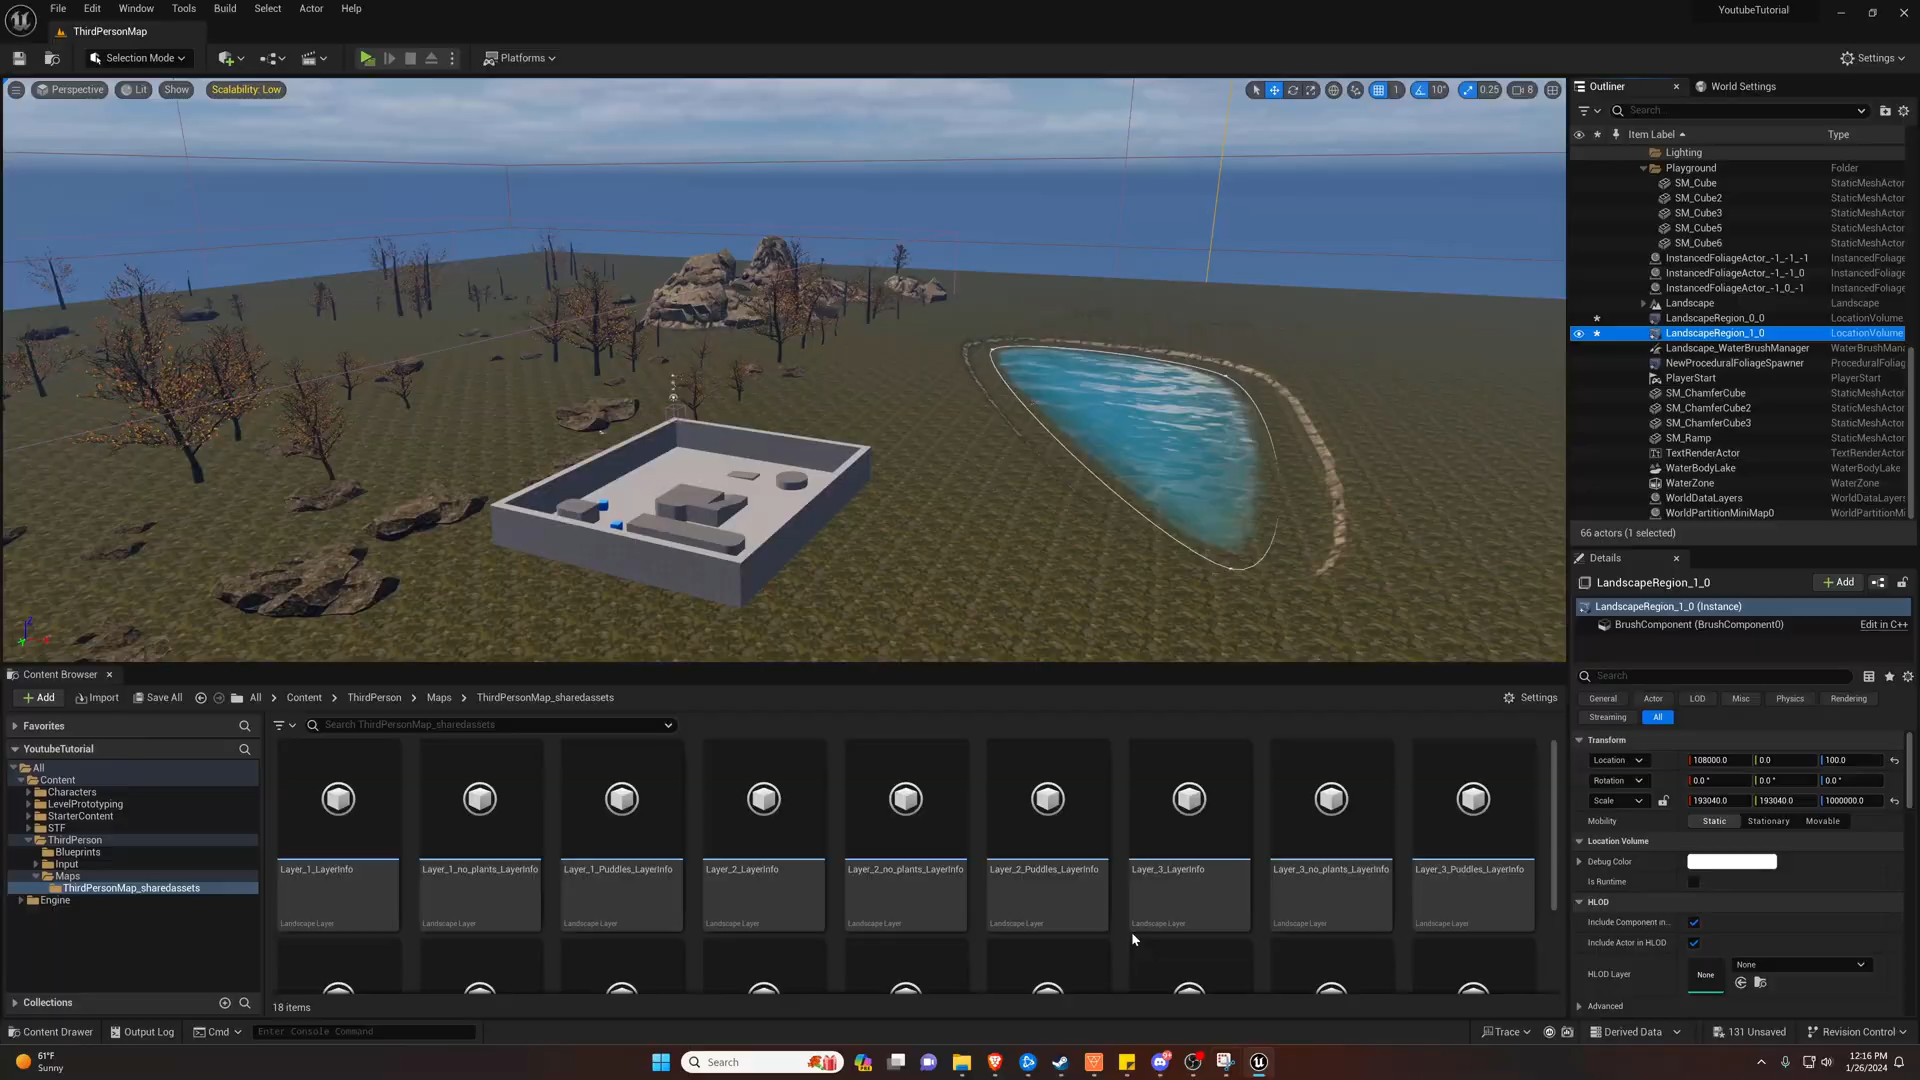 File Edit Window Tools Build Select Actor Help
YoutubeTutorial
ThirdPersonMap
Selection Mode
Platforms
Settings
Perspective Lit Show Scalability: Low
1 10° 0.25 8
Outliner World Settings
Search...
Item Label Type
Lighting
Playground Folder
SM_Cube StaticMeshActor
SM_Cube2 StaticMeshActor
SM_Cube3 StaticMeshActor
SM_Cube5 StaticMeshActor
SM_Cube6 StaticMeshActor
InstancedFoliageActor_-1_-1_-1 InstancedFoliage
InstancedFoliageActor_-1_-1_0 InstancedFoliage
InstancedFoliageActor_-1_0_-1 InstancedFoliage
Landscape Landscape
LandscapeRegion_0_0 LocationVolume
LandscapeRegion_1_0 LocationVolume
Landscape_WaterBrushManager WaterBrushMana
NewProceduralFoliageSpawner ProceduralFoliag
PlayerStart PlayerStart
SM_ChamferCube StaticMeshActor
SM_ChamferCube2 StaticMeshActor
SM_ChamferCube3 StaticMeshActor
SM_Ramp StaticMeshActor
TextRenderActor TextRenderActor
WaterBodyLake WaterBodyLake
WaterZone WaterZone
WorldDataLayers WorldDataLayers
WorldPartitionMiniMap0 WorldPartitionMi
66 actors (1 selected)
Details
LandscapeRegion_1_0
Add
LandscapeRegion_1_0 (Instance)
BrushComponent (BrushComponent0) Edit in C++
Search
General Actor LOD Misc Physics Rendering
Streaming All
Transform
Location 108000.0 0.0 100.0
Rotation 0.0 ° 0.0 ° 0.0 °
Scale 193040.0 193040.0 1000000.0
Mobility Static Stationary Movable
Location Volume
Debug Color
Is Runtime
HLOD
Include Component in...
Include Actor in HLOD
HLOD Layer None None
Advanced
Content Browser
Add Import Save All All Content ThirdPerson Maps ThirdPersonMap_sharedassets
Settings
Favorites
YoutubeTutorial
All
Content
Characters
LevelPrototyping
StarterContent
STF
ThirdPerson
Blueprints
Input
Maps
ThirdPersonMap_sharedassets
Engine
Collections
Search ThirdPersonMap_sharedassets
Layer_1_LayerInfo Layer_1_no_plants_LayerInfo Layer_1_Puddles_LayerInfo Layer_2_LayerInfo Layer_2_no_plants_LayerInfo Layer_2_Puddles_LayerInfo Layer_3_LayerInfo Layer_3_no_plants_LayerInfo Layer_3_Puddles_LayerInfo
Landscape Layer Landscape Layer Landscape Layer Landscape Layer Landscape Layer Landscape Layer Landscape Layer Landscape Layer Landscape Layer
18 items
Content Drawer Output Log Cmd Enter Console Command
Trace Derived Data 131 Unsaved Revision Control
61°F
Sunny
Search
12:16 PM
1/26/2024